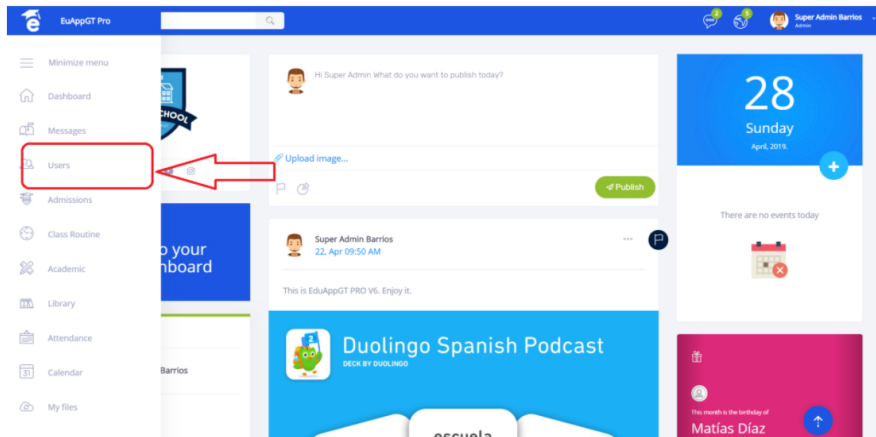 EuAppGT Pro
2
5
Super Admin Barrios
Admin
Minimize menu
Dashboard
Messages
Users
Admissions
Class Routine
Academic
Library
Attendance
31 Calendar
My files
o your
Barrios
Hi Super Admin What do you want to publish today?
Upload image...
Publish
Super Admin Barrios
22, Apr 09:50 AM
This is EduAppGT PRO V6. Enjoy it.
Duolingo Spanish Podcast
DECK BY DUOLINGO
escuela
28
Sunday
April, 2019.
There are no events today
This month is the birthday of
Matías Díaz